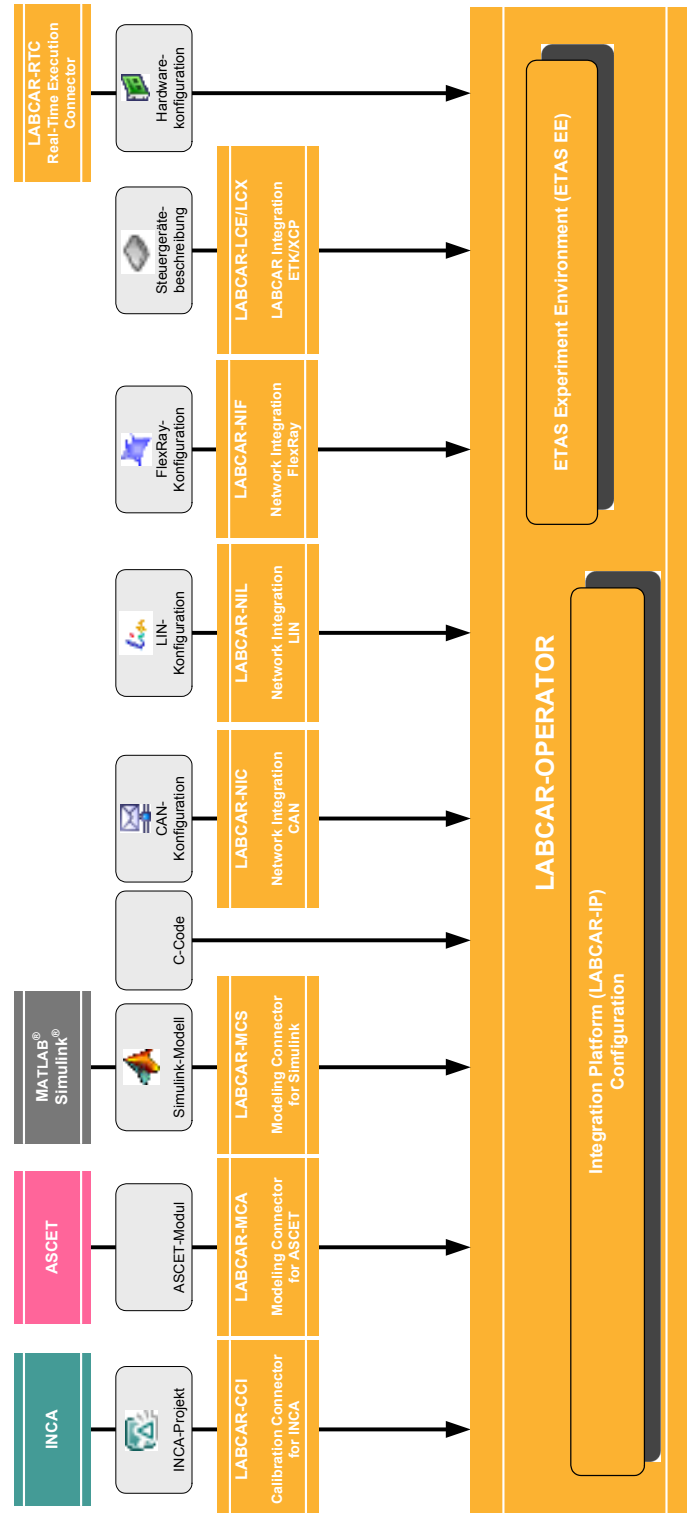 INCA
ASCET
MATLAB®
Simulink®
LABCAR-RTC
Real-Time Execution
Connector
INCA-Projekt
ASCET-Modul
Simulink-Modell
C-Code
CAN-
Konfiguration
LIN-
Konfiguration
FlexRay-
Konfiguration
Steuergeräte-
beschreibung
Hardware-
konfiguration
LABCAR-CCI
Calibration Connector
for INCA
LABCAR-MCA
Modeling Connector
for ASCET
LABCAR-MCS
Modeling Connector
for Simulink
LABCAR-NIC
Network Integration
CAN
LABCAR-NIL
Network Integration
LIN
LABCAR-NIF
Network Integration
FlexRay
LABCAR-LCE/LCX
LABCAR Integration
ETK/XCP
LABCAR-OPERATOR
Integration Platform (LABCAR-IP)
Configuration
ETAS Experiment Environment (ETAS EE)